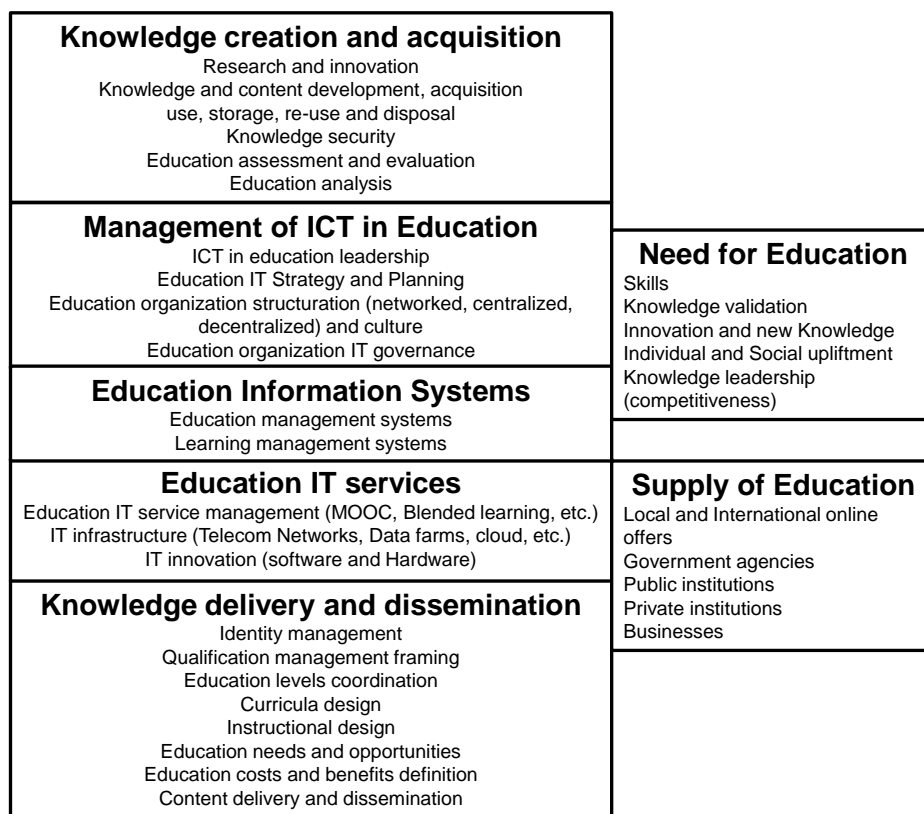 Knowledge creation and acquisition
Research and innovation
Knowledge and content development, acquisition
use, storage, re-use and disposal
Knowledge security
Education assessment and evaluation
Education analysis
Management of ICT in Education
ICT in education leadership
Education IT Strategy and Planning
Education organization structuration (networked, centralized,
decentralized) and culture
Education organization IT governance
Education Information Systems
Education management systems
Learning management systems
Education IT services
Education IT service management (MOOC, Blended learning, etc.)
IT infrastructure (Telecom Networks, Data farms, cloud, etc.)
IT innovation (software and Hardware)
Knowledge delivery and dissemination
Identity management
Qualification management framing
Education levels coordination
Curricula design
Instructional design
Education needs and opportunities
Education costs and benefits definition
Content delivery and dissemination
Need for Education
Skills
Knowledge validation
Innovation and new Knowledge
Individual and Social upliftment
Knowledge leadership
(competitiveness)
Supply of Education
Local and International online
offers
Government agencies
Public institutions
Private institutions
Businesses